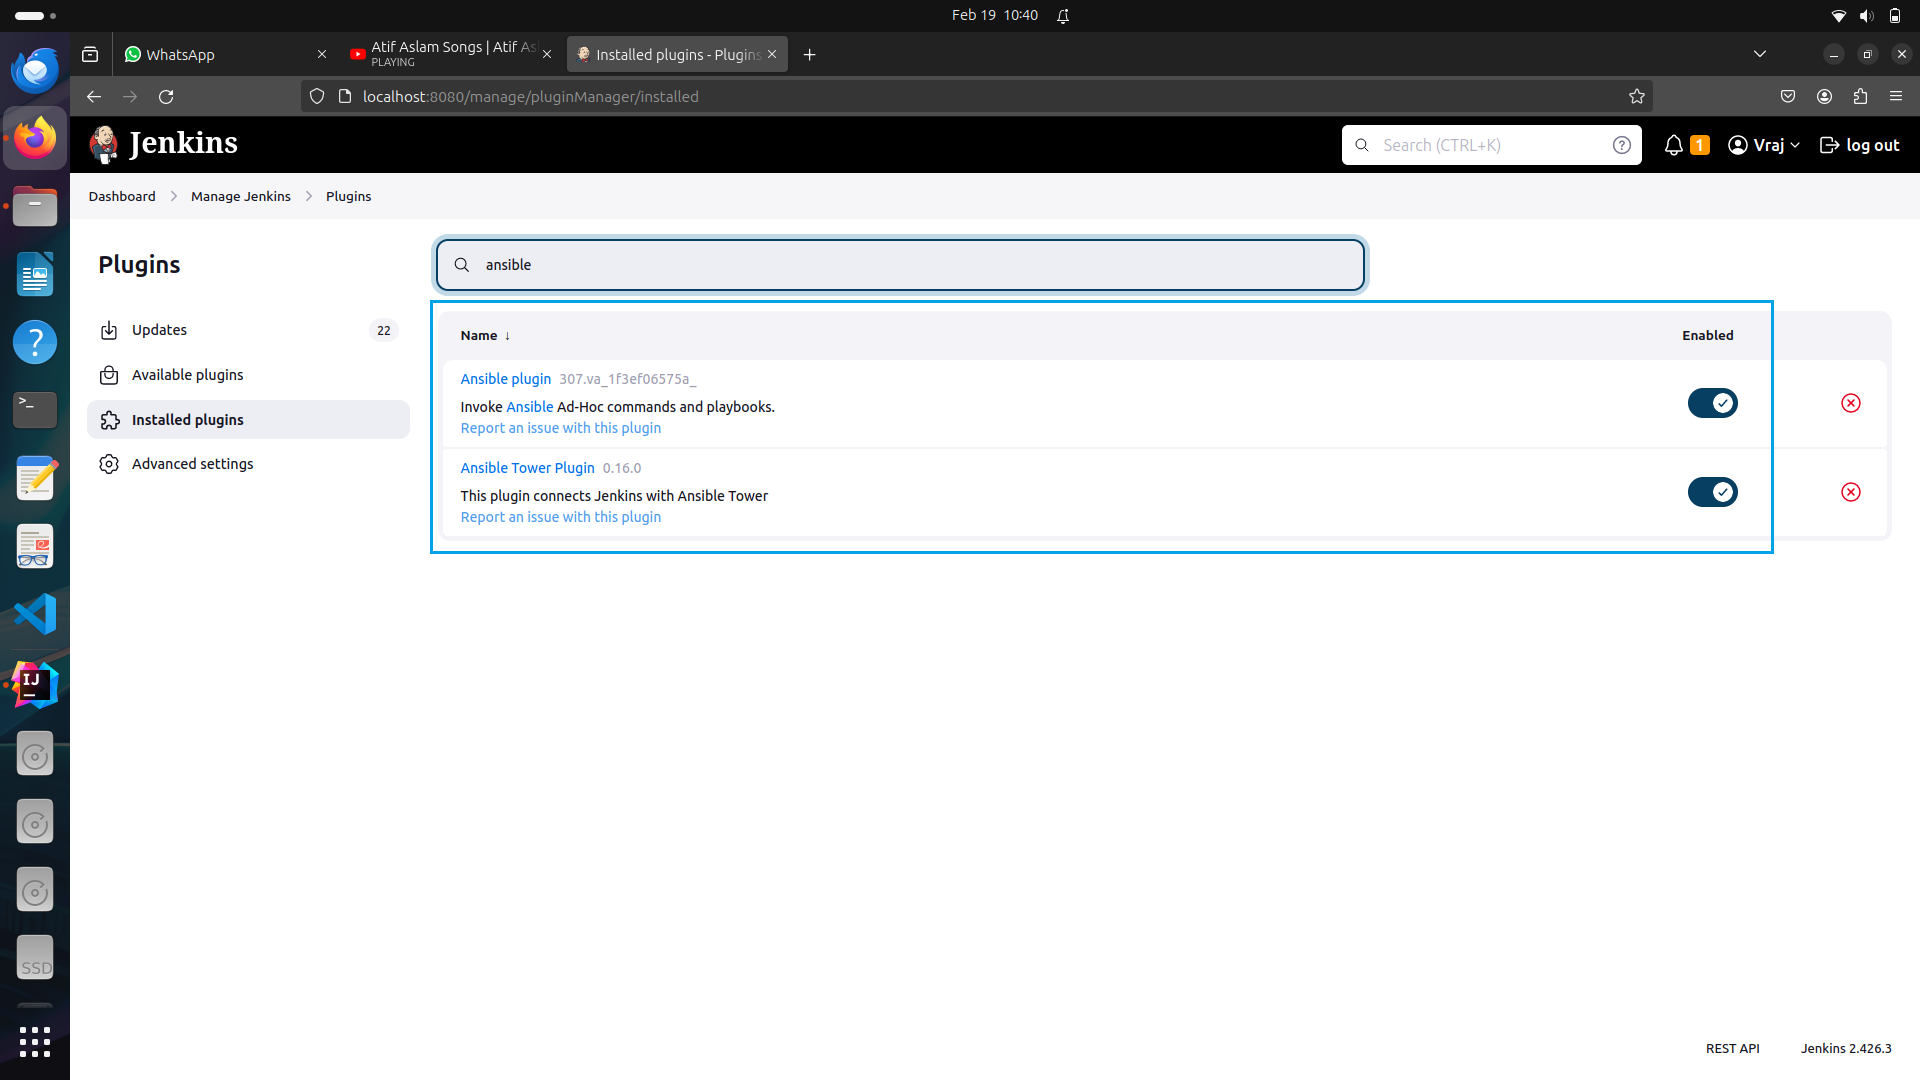 Feb 19 10:40
WhatsApp
Atif Aslam Songs | Atif As
PLAYING
Installed plugins - Plugins
localhost:8080/manage/pluginManager/installed
Jenkins
Search (CTRL+K)
?
1
Vraj
log out
Dashboard
Manage Jenkins
Plugins
Plugins
ansible
Updates
22
Available plugins
Installed plugins
Advanced settings
Name ↓
Enabled
Ansible plugin 307.va_1f3ef06575a_
Invoke Ansible Ad-Hoc commands and playbooks.
Report an issue with this plugin
Ansible Tower Plugin 0.16.0
This plugin connects Jenkins with Ansible Tower
Report an issue with this plugin
?
>_
IJ
SSD
REST API
Jenkins 2.426.3